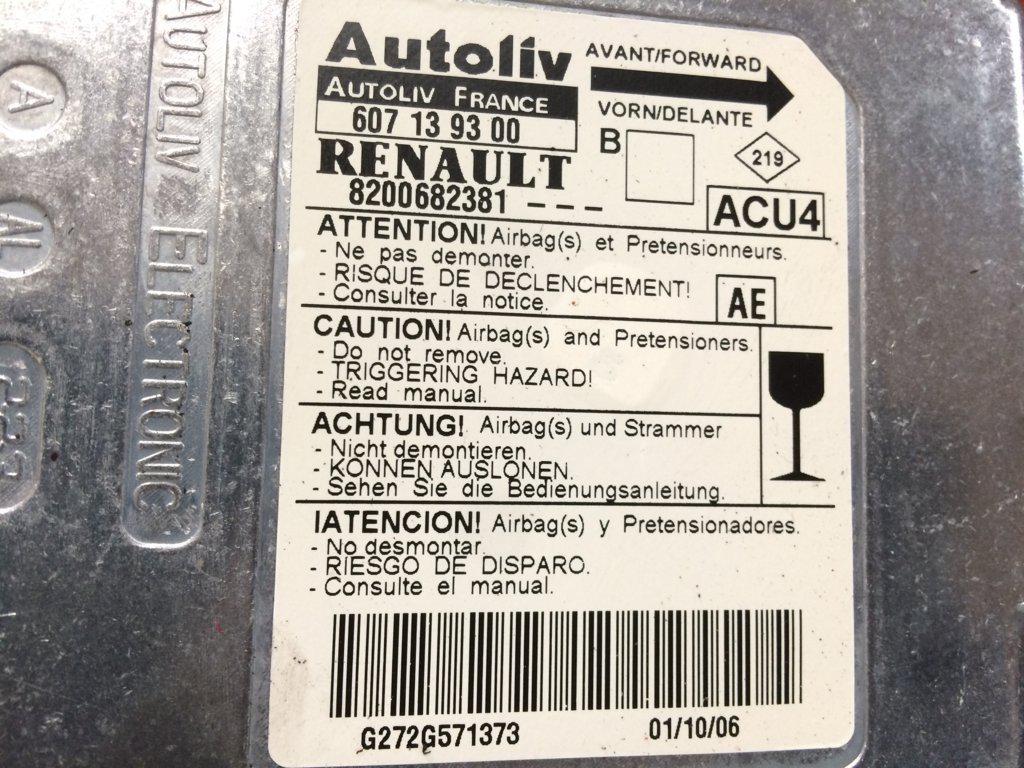 Autoliv
AUTOLIV FRANCE
607 13 93 00
RENAULT
8200682381 ---
AVANT/FORWARD
VORN/DELANTE
B
219
ACU4
ATTENTION! Airbag(s) et Pretensionneurs.
- Ne pas demonter.
- RISQUE DE DECLENCHEMENT!
- Consulter la notice.
AE
CAUTION! Airbag(s) and Pretensioners.
- Do not remove.
- TRIGGERING HAZARD!
- Read manual.
ACHTUNG! Airbag(s) und Strammer
- Nicht demontieren.
- KONNEN AUSLONEN.
- Sehen Sie die Bedienungsanleitung.
IATENCION! Airbag(s) y Pretensionadores.
- No desmontar.
- RIESGO DE DISPARO.
- Consulte el manual.
G272G571373
01/10/06
AUTOLIV ELECTRONIC
A